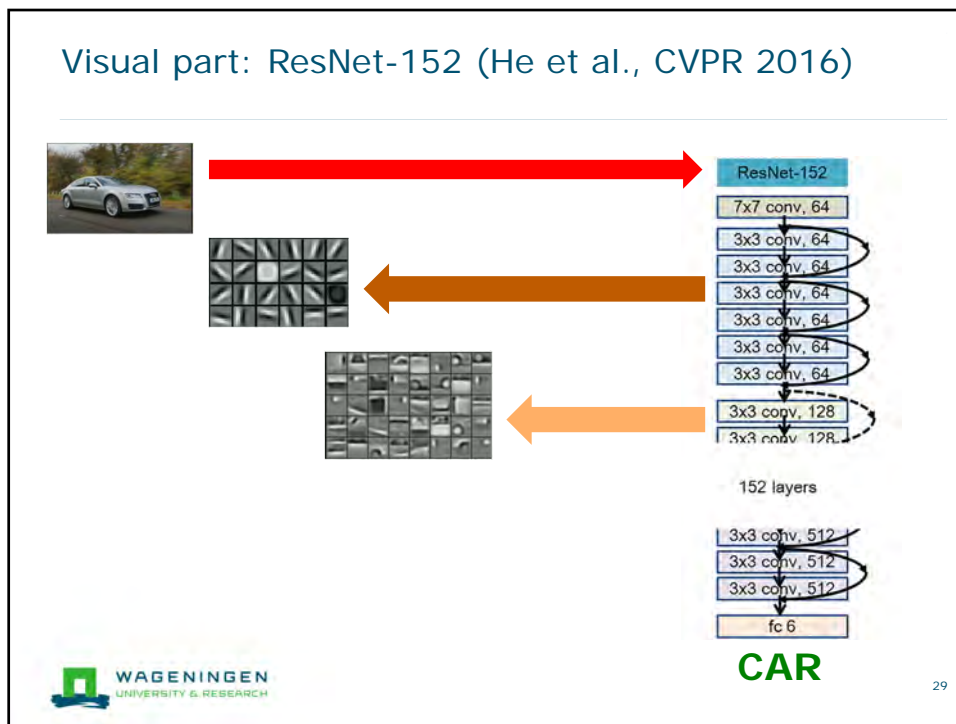 Visual part: ResNet-152 (He et al., CVPR 2016)
ResNet-152
7x7 conv, 64
3x3 conv, 64
3x3 conv, 64
3x3 conv, 64
3x3 conv, 64
3x3 conv, 64
3x3 conv, 64
3x3 conv, 128
3x3 conv, 128
152 layers
3x3 conv, 512
3x3 conv, 512
3x3 conv, 512
fc 6
CAR
WAGENINGEN
UNIVERSITY & RESEARCH
29